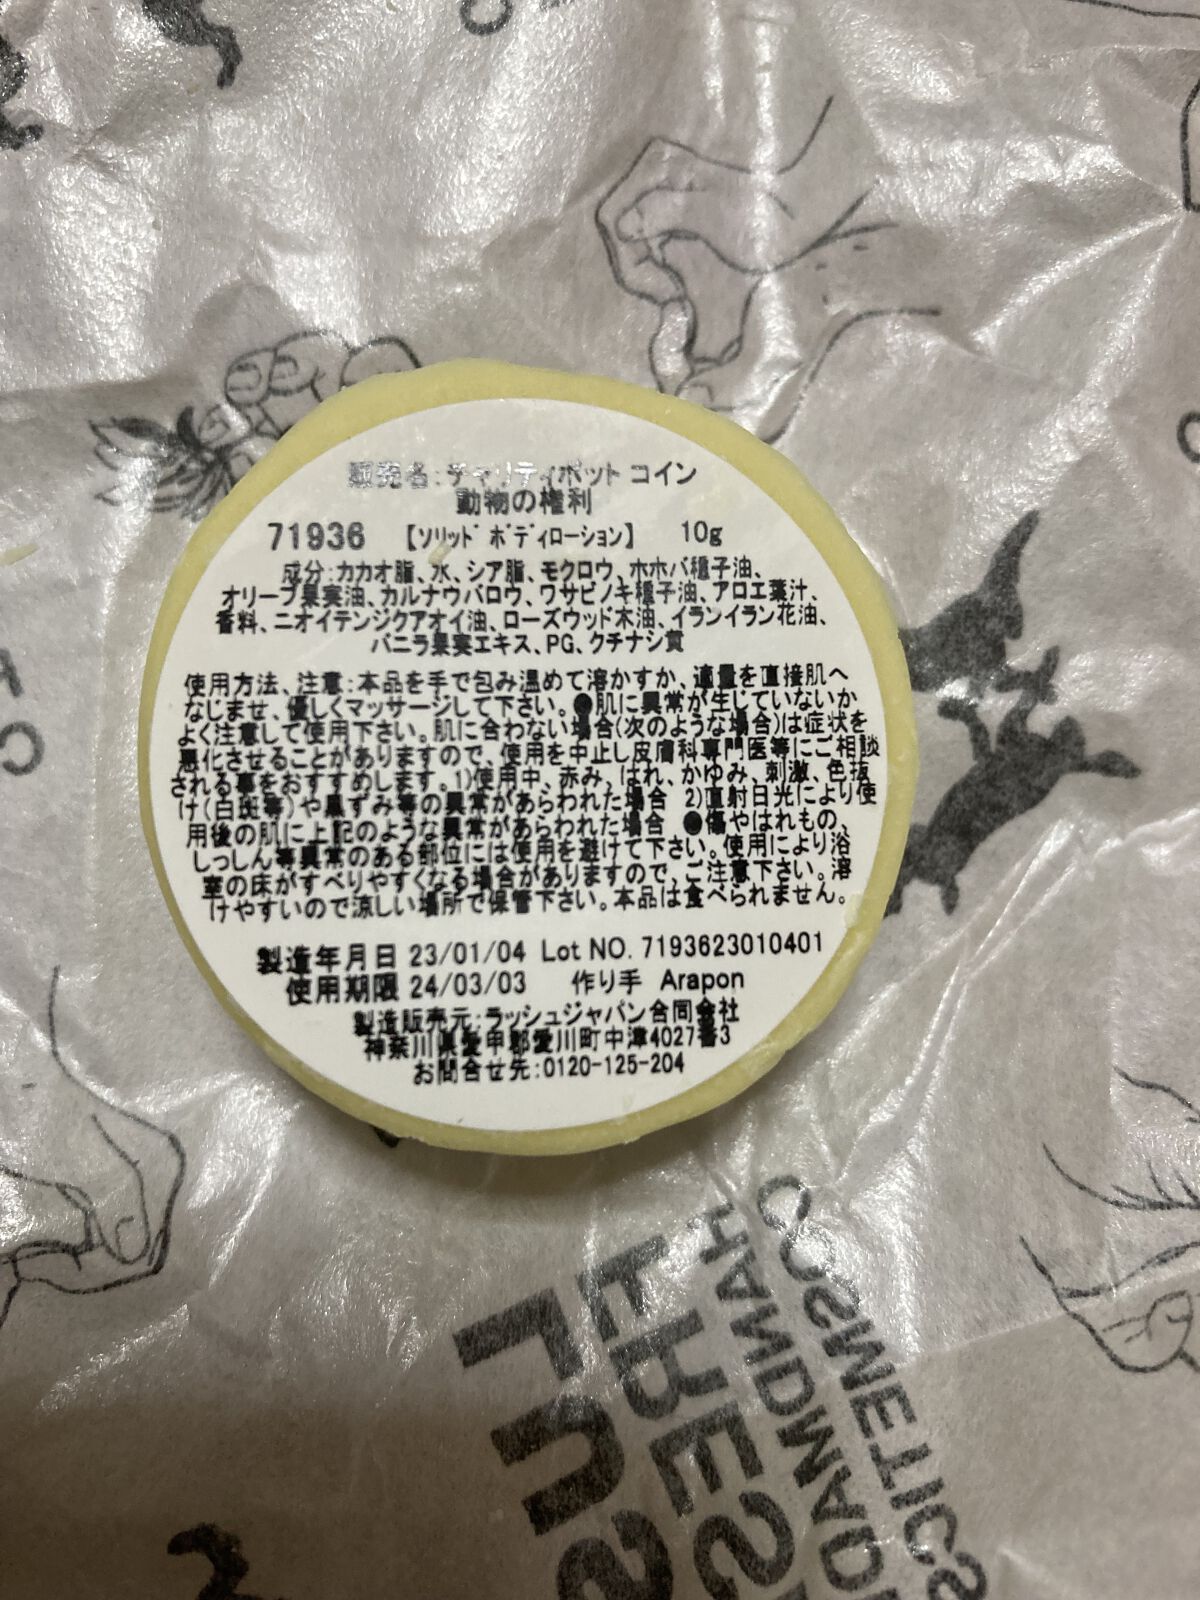 販売名:チャリティポット コイン
動物の権利
71936 【ソリッド ボディローション】 10g
成分:カカオ脂、水、シア脂、モクロウ、ホホバ種子油、
オリーブ果実油、カルナウバロウ、ワサビノキ種子油、アロエ葉汁、
香料、ニオイテンジクアオイ油、ローズウッド木油、イランイラン花油、
バニラ果実エキス、PG、クチナシ黄
使用方法、注意:本品を手で包み温めて溶かすか、適量を直接肌へ
なじませ、優しくマッサージして下さい。●肌に異常が生じていないか
よく注意して使用下さい。肌に合わない場合(次のような場合)は症状を
悪化させることがありますので、使用を中止し皮膚科専門医等にご相談
される事をおすすめします。1)使用中、赤み、はれ、かゆみ、刺激、色抜
け(白斑等)や黒ずみ等の異常があらわれた場合 2)直射日光により使
用後の肌に上記のような異常があらわれた場合 ●傷やはれもの、
しっしん等異常のある部位には使用を避けて下さい。使用により浴
室の床がすべりやすくなる場合がありますので、ご注意下さい。溶
けやすいので涼しい場所で保管下さい。本品は食べられません。
製造年月日 23/01/04 Lot NO. 7193623010401
使用期限 24/03/03 作り手 Arapon
製造販売元:ラッシュジャパン合同会社
神奈川県愛甲郡愛川町中津4027番3
お問合せ先:0120-125-204
COSMETICS
HANDMADE
FRESH
LUSH